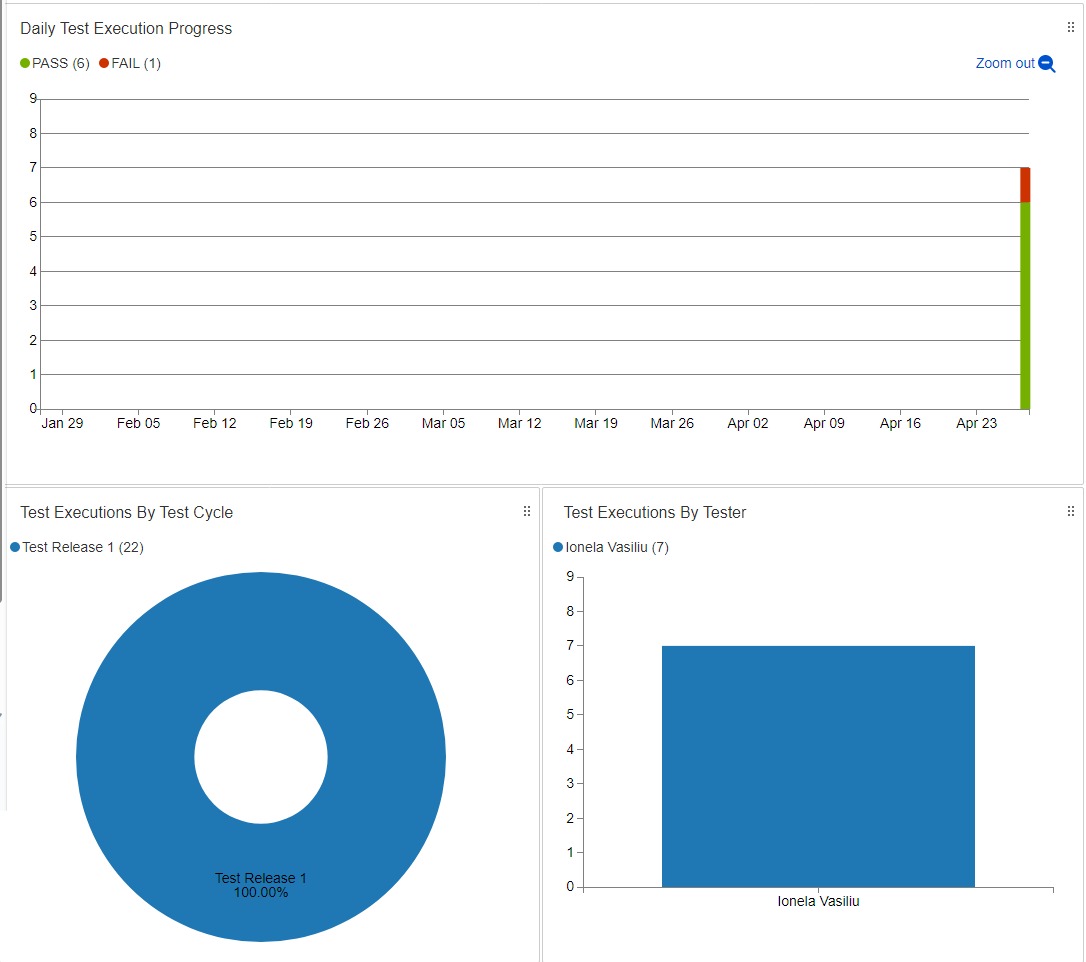 Daily Test Execution Progress
PASS (6) FAIL (1)
Zoom out
9
8
7
6
5
4
3
2
1
0
Jan 29 Feb 05 Feb 12 Feb 19 Feb 26 Mar 05 Mar 12 Mar 19 Mar 26 Apr 02 Apr 09 Apr 16 Apr 23
Test Executions By Test Cycle
Test Release 1 (22)
Test Release 1
100.00%
Test Executions By Tester
Ionela Vasiliu (7)
9
8
7
6
5
4
3
2
1
0
Ionela Vasiliu